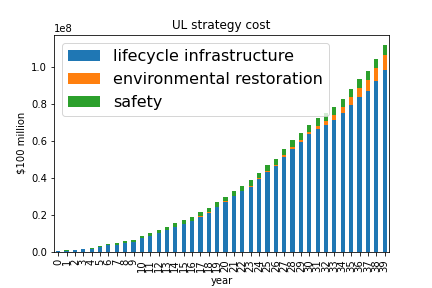 UL strategy cost
1e8
lifecycle infrastructure
environmental restoration
safety
1.0
0.8
0.6
0.4
0.2
0.0
$100 million
0 1 2 3 4 5 6 7 8 9 10 11 12 13 14 15 16 17 18 19 20 21 22 23 24 25 26 27 28 29 30 31 32 33 34 35 36 37 38 39
year